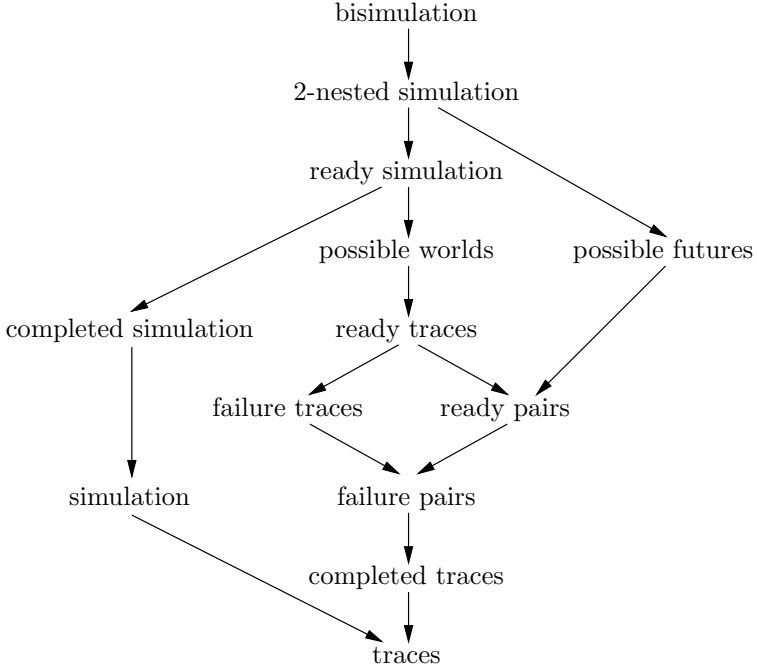 bisimulation
2-nested simulation
ready simulation
possible worlds
possible futures
completed simulation
ready traces
failure traces
ready pairs
simulation
failure pairs
completed traces
traces